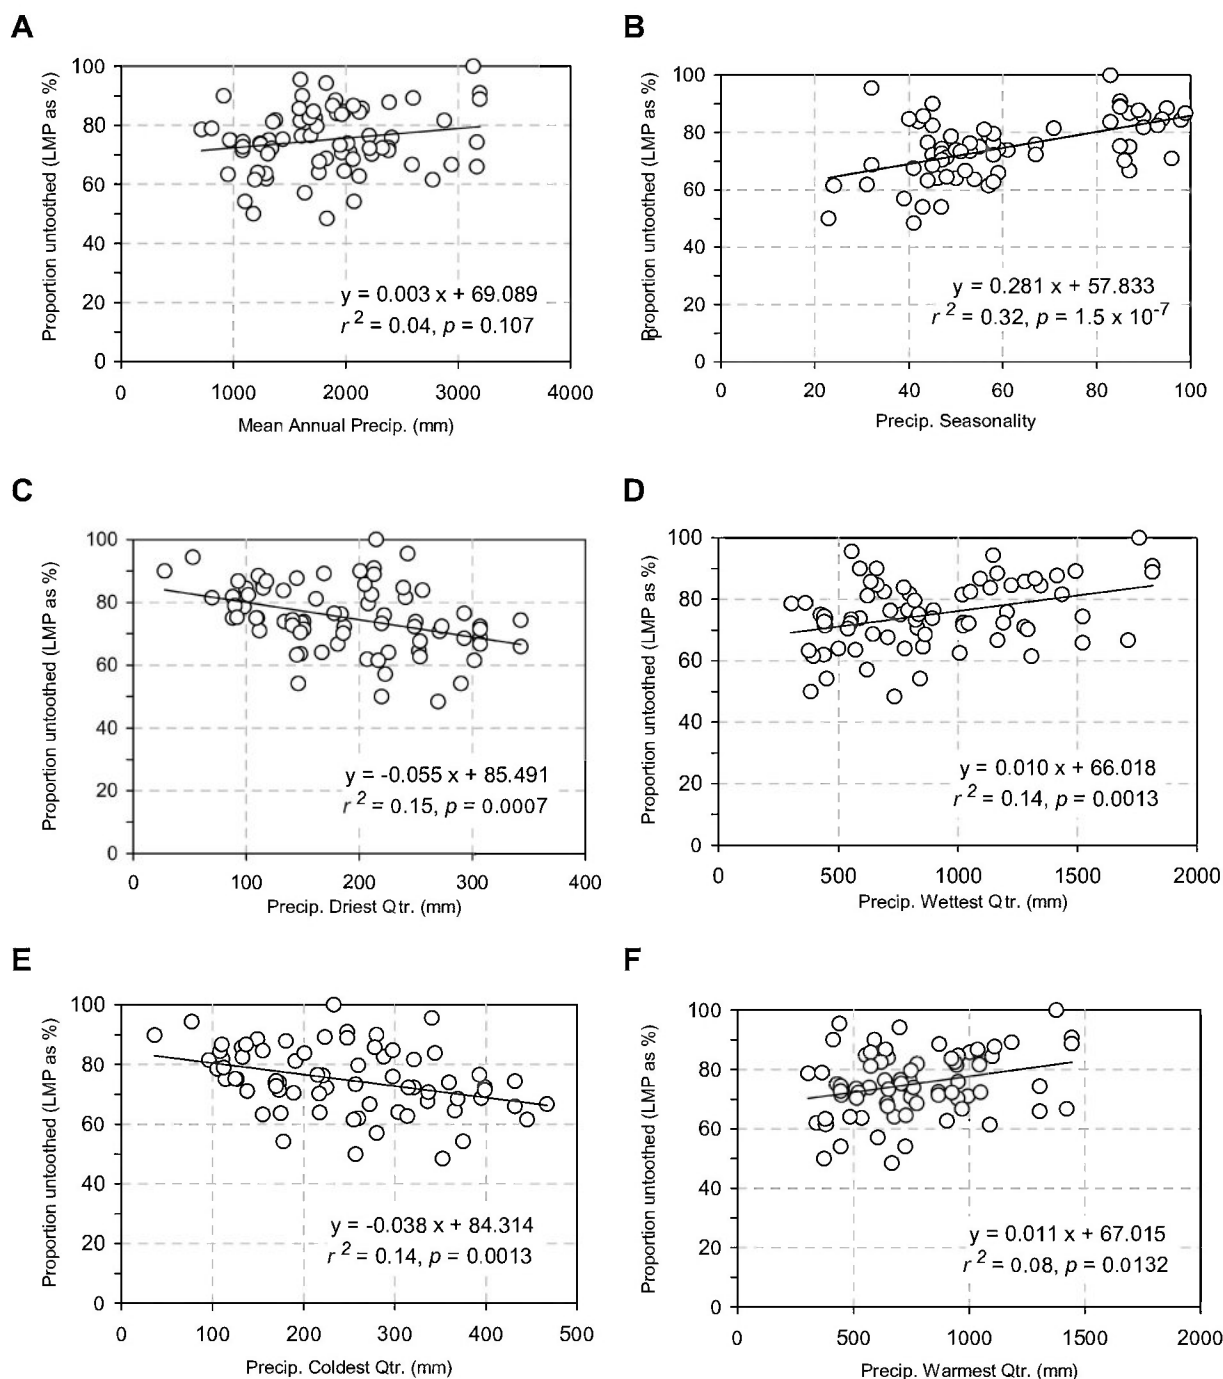 A
Proportion untoothed (LMP as %)
100
80
60
40
20
0
y = 0.003 x + 69.089
r 2 = 0.04, p = 0.107
0 1000 2000 3000 4000
Mean Annual Precip. (mm)
B
Proportion untoothed (LMP as %)
p
100
80
60
40
20
0
y = 0.281 x + 57.833
r 2 = 0.32, p = 1.5 x 10-7
0 20 40 60 80 100
Precip. Seasonality
C
Proportion untoothed (LMP as %)
100
80
60
40
20
0
y = -0.055 x + 85.491
r 2 = 0.15, p = 0.0007
0 100 200 300 400
Precip. Driest Qtr. (mm)
D
Proportion untoothed (LMP as %)
100
80
60
40
20
0
y = 0.010 x + 66.018
r 2 = 0.14, p = 0.0013
0 500 1000 1500 2000
Precip. Wettest Qtr. (mm)
E
Proportion untoothed (LMP as %)
100
80
60
40
20
0
y = -0.038 x + 84.314
r 2 = 0.14, p = 0.0013
0 100 200 300 400 500
Precip. Coldest Qtr. (mm)
F
Proportion untoothed (LMP as %)
100
80
60
40
20
0
y = 0.011 x + 67.015
r 2 = 0.08, p = 0.0132
0 500 1000 1500 2000
Precip. Warmest Qtr. (mm)